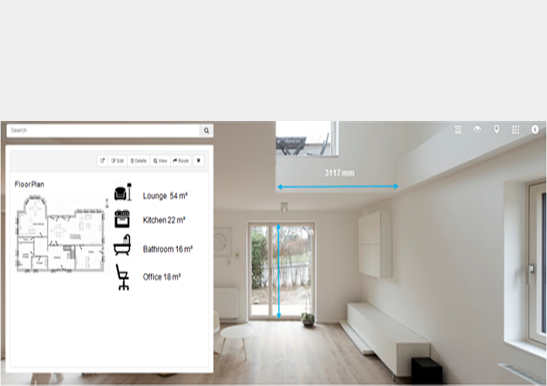 Search
Edit
Delete
View
Route
FloorPlan
Lounge 54 m²
Kitchen 22 m²
Bathroom 16 m²
Office 18 m²
3117 mm